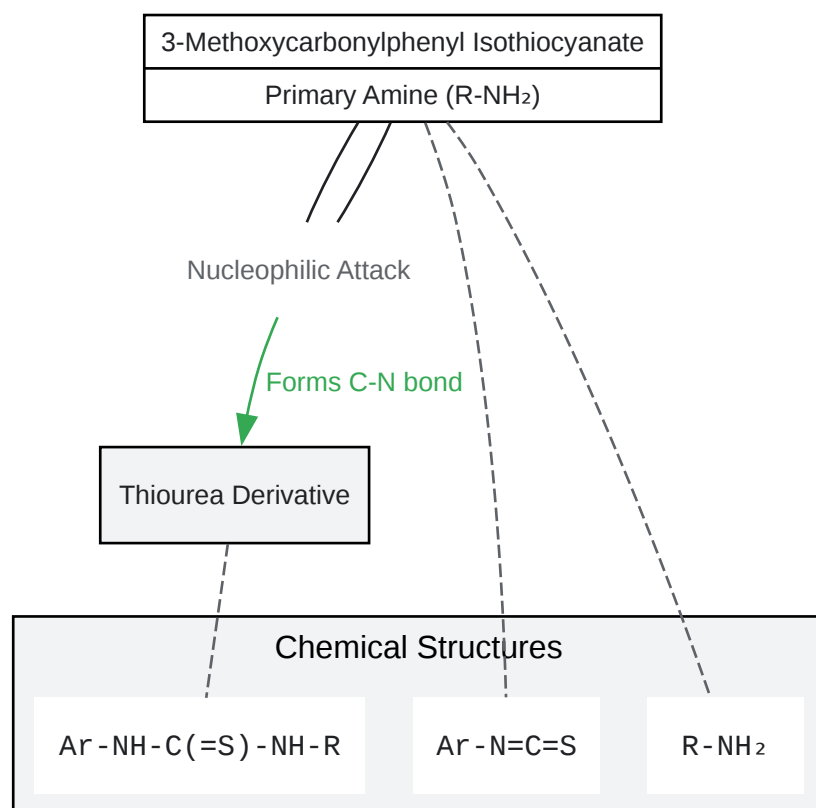 3-Methoxycarbonylphenyl Isothiocyanate
Primary Amine (R-NH₂)
Nucleophilic Attack
Forms C-N bond
Thiourea Derivative
Chemical Structures
Ar-NH-C(=S)-NH-R
Ar-N=C=S
R-NH₂